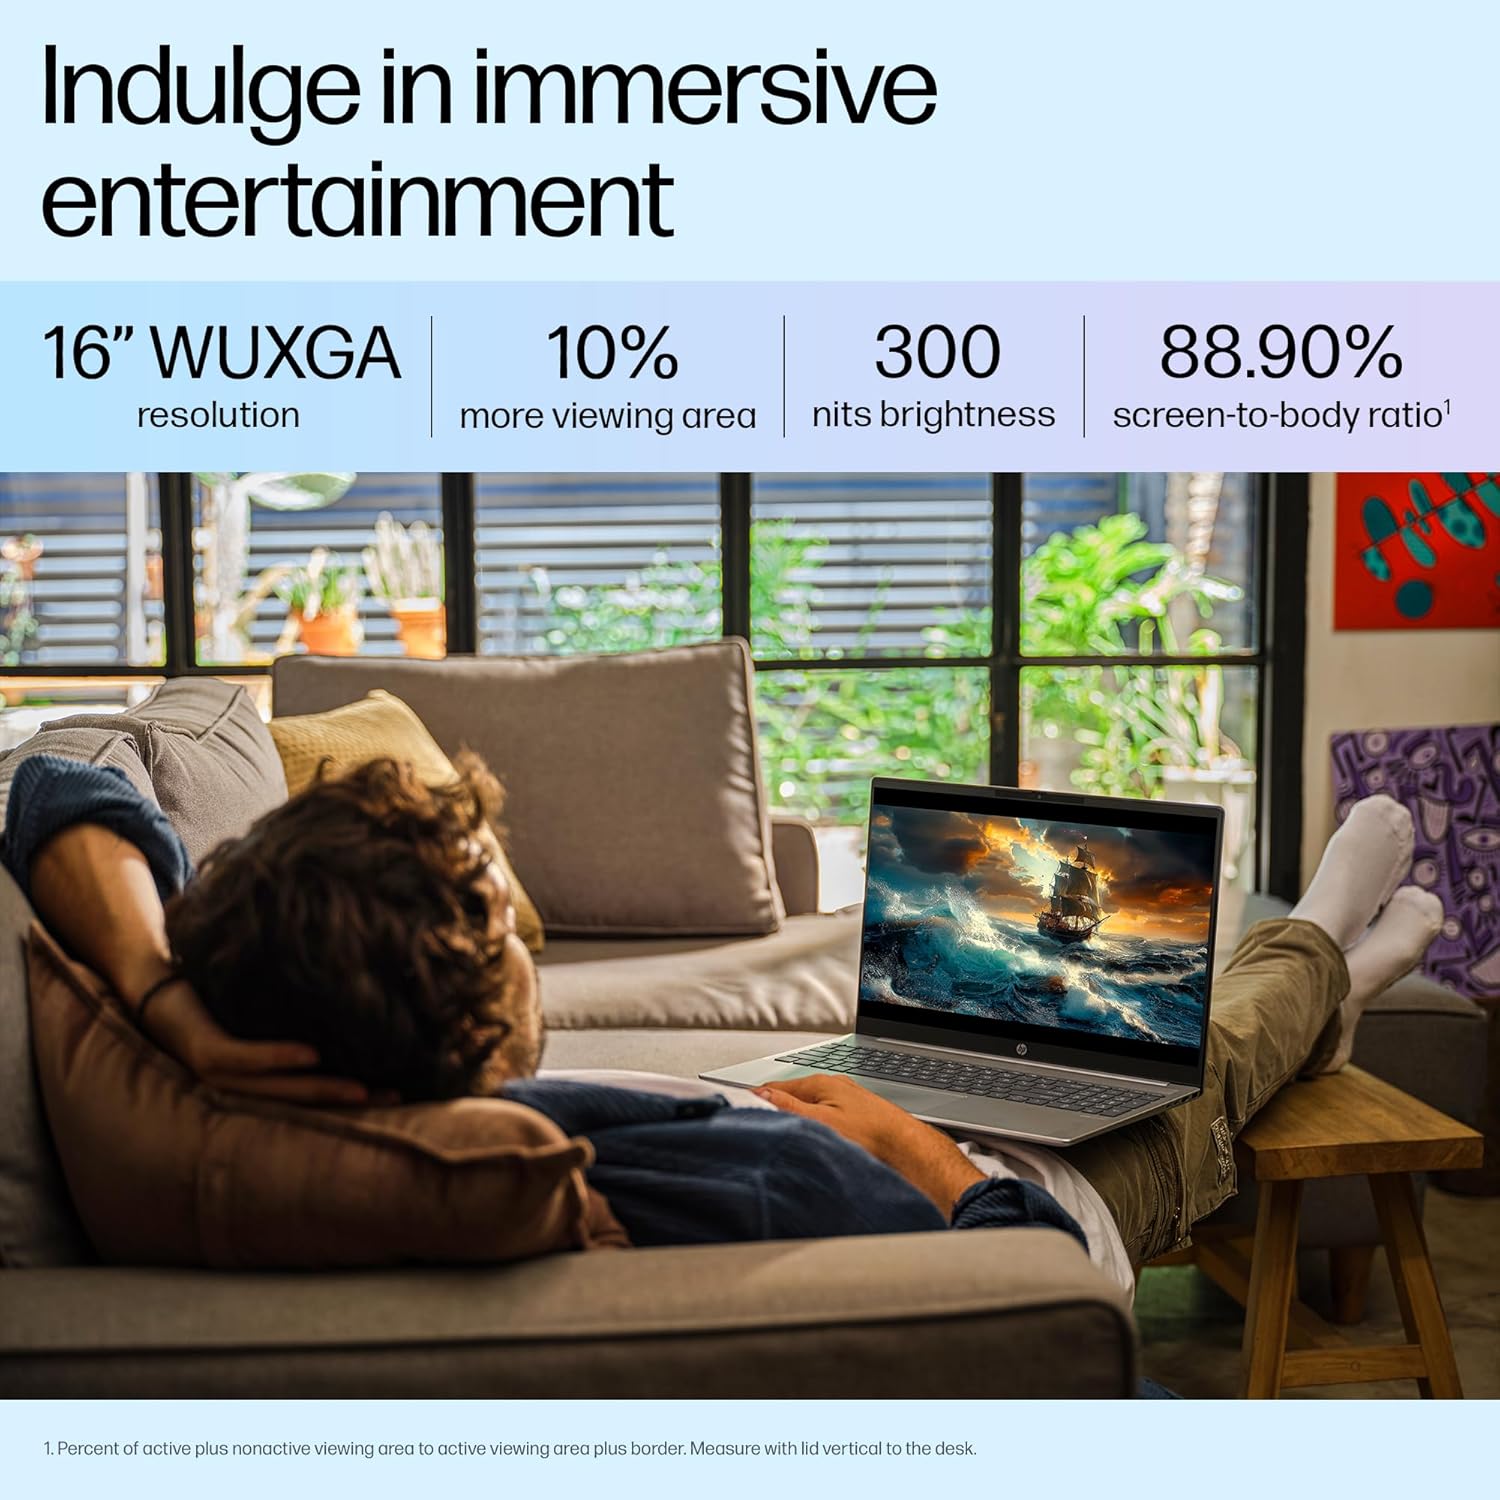 Indulge in immersive
entertainment
16” WUXGA
resolution
10%
more viewing area
300
nits brightness
88.90%
screen-to-body ratio¹
hp
1. Percent of active plus nonactive viewing area to active viewing area plus border. Measure with lid vertical to the desk.